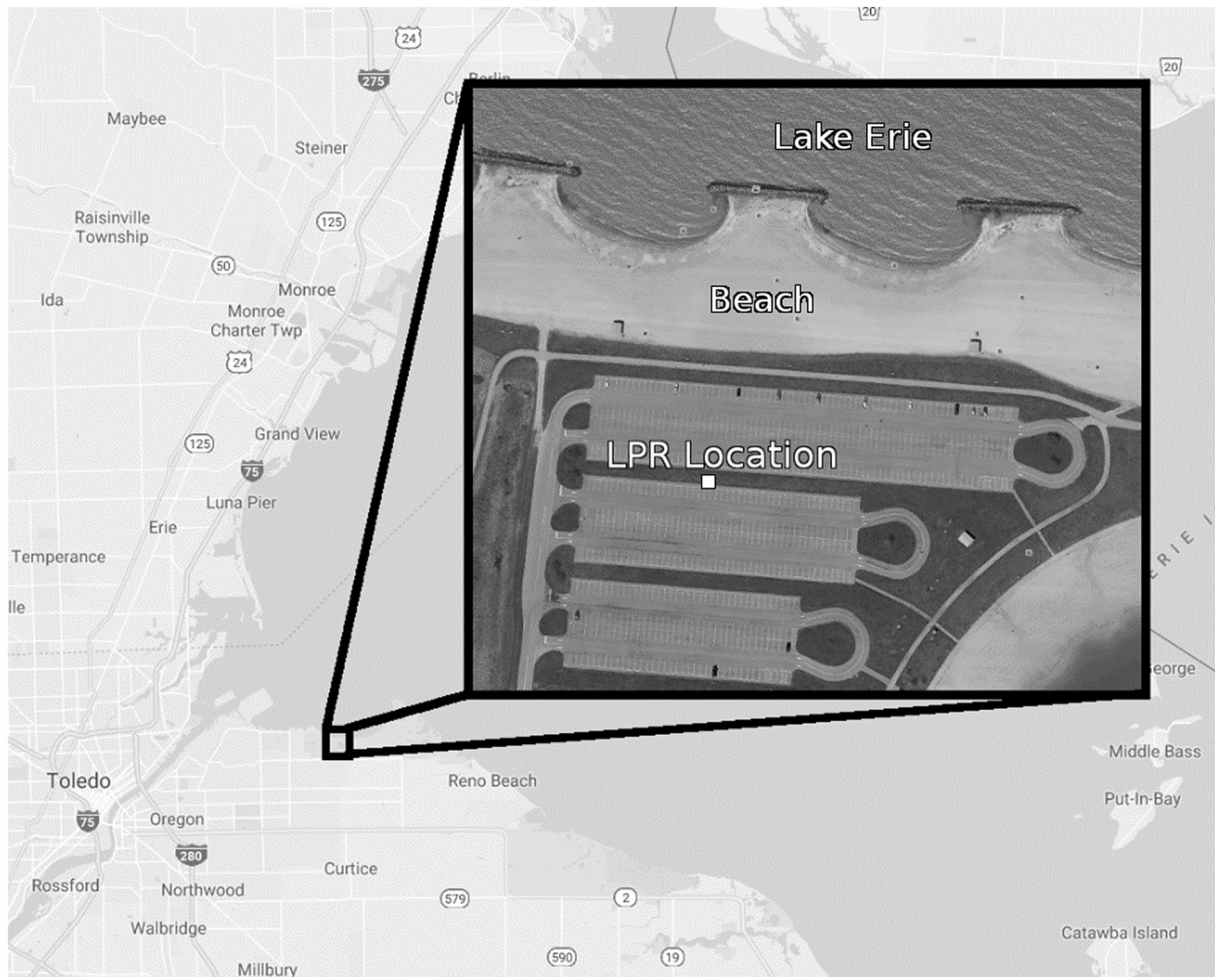 20
24
20
275
Berlin
Ch
Maybee
Lake Erie
Steiner
Raisinville
Township
125
50
Ida
Monroe
Beach
Monroe
Charter Twp
24
Grand View
125
LPR Location
75
Luna Pier
Erie
Temperance
ERIE I
lle
George
Middle Bass
Toledo
Reno Beach
Put-In-Bay
75
Oregon
280
Curtice
Rossford
Northwood
579
2
Walbridge
Catawba Island
590
19
Millbury